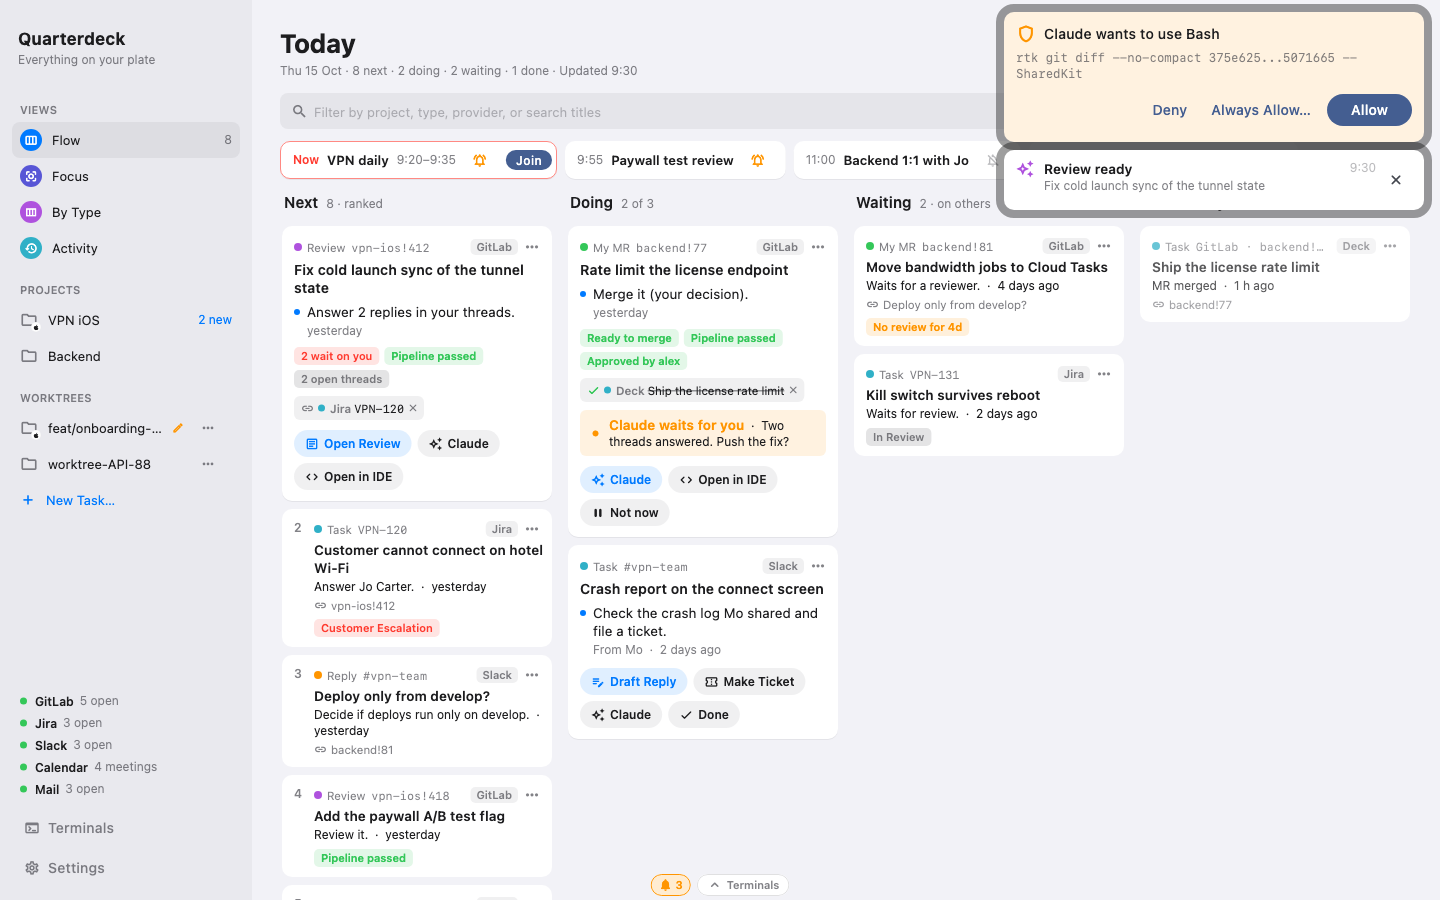 Quarterdeck
Everything on your plate
VIEWS
Flow 8
Focus
By Type
Activity
PROJECTS
VPN iOS 2 new
Backend
WORKTREES
feat/onboarding-...
worktree-API-88
New Task...
GitLab 5 open
Jira 3 open
Slack 3 open
Calendar 4 meetings
Mail 3 open
Terminals
Settings
Today
Thu 15 Oct · 8 next · 2 doing · 2 waiting · 1 done · Updated 9:30
Filter by project, type, provider, or search titles
Now VPN daily 9:20–9:35 Join
9:55 Paywall test review
11:00 Backend 1:1 with Jo
Claude wants to use Bash
rtk git diff --no-compact 375e625...5071665 --
SharedKit
Deny Always Allow... Allow
Review ready 9:30
Fix cold launch sync of the tunnel state
Next 8 · ranked
Review vpn-ios!412 GitLab
Fix cold launch sync of the tunnel
state
Answer 2 replies in your threads.
yesterday
2 wait on you Pipeline passed
2 open threads
Jira VPN-120
Open Review Claude
Open in IDE
2 Task VPN-120 Jira
Customer cannot connect on hotel
Wi-Fi
Answer Jo Carter. · yesterday
vpn-ios!412
Customer Escalation
3 Reply #vpn-team Slack
Deploy only from develop?
Decide if deploys run only on develop. ·
yesterday
backend!81
4 Review vpn-ios!418 GitLab
Add the paywall A/B test flag
Review it. · yesterday
Pipeline passed
Doing 2 of 3
My MR backend!77 GitLab
Rate limit the license endpoint
Merge it (your decision).
yesterday
Ready to merge Pipeline passed
Approved by alex
Deck Ship the license rate limit
Claude waits for you · Two
threads answered. Push the fix?
Claude Open in IDE
Not now
Task #vpn-team Slack
Crash report on the connect screen
Check the crash log Mo shared and
file a ticket.
From Mo · 2 days ago
Draft Reply Make Ticket
Claude Done
Waiting 2 · on others
My MR backend!81 GitLab
Move bandwidth jobs to Cloud Tasks
Waits for a reviewer. · 4 days ago
Deploy only from develop?
No review for 4d
Task VPN-131 Jira
Kill switch survives reboot
Waits for review. · 2 days ago
In Review
Task GitLab · backend!... Deck
Ship the license rate limit
MR merged · 1 h ago
backend!77
3 Terminals